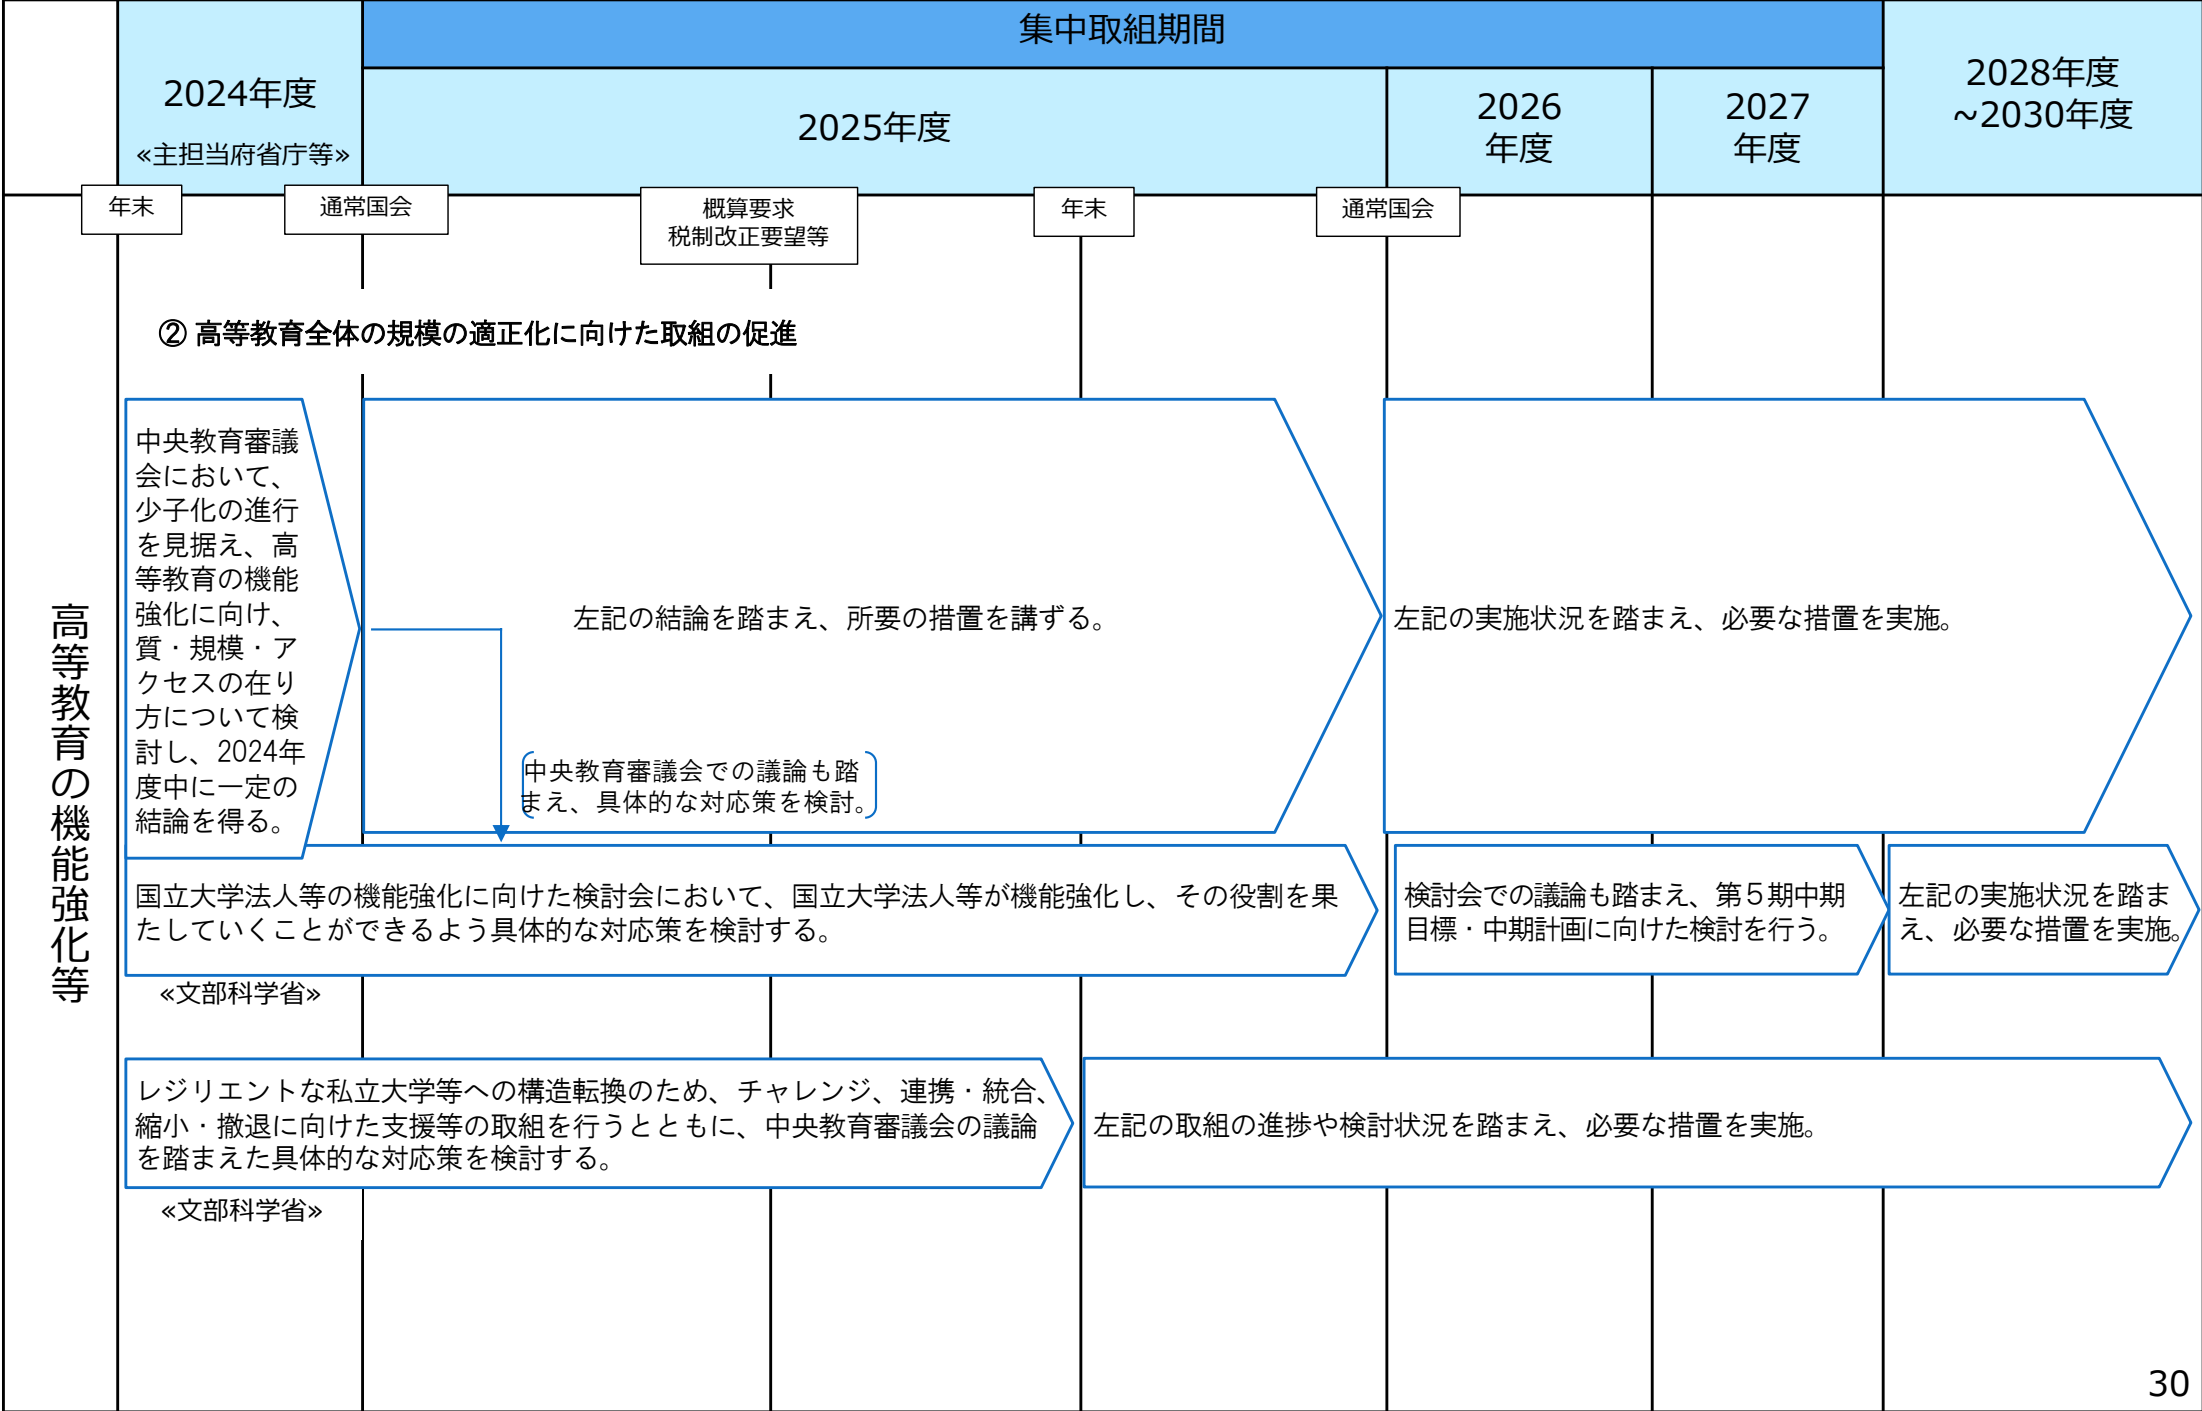 集中取組期間
2024年度
«主担当府省庁等»
2025年度
2026
年度
2027
年度
2028年度
~2030年度
年末
通常国会
概算要求
税制改正要望等
年末
通常国会
高等教育の機能強化等
② 高等教育全体の規模の適正化に向けた取組の促進
中央教育審議
会において、
少子化の進行
を見据え、高
等教育の機能
強化に向け、
質・規模・ア
クセスの在り
方について検
討し、2024年
度中に一定の
結論を得る。
左記の結論を踏まえ、所要の措置を講ずる。
中央教育審議会での議論も踏
まえ、具体的な対応策を検討。
左記の実施状況を踏まえ、必要な措置を実施。
国立大学法人等の機能強化に向けた検討会において、国立大学法人等が機能強化し、その役割を果
たしていくことができるよう具体的な対応策を検討する。
検討会での議論も踏まえ、第５期中期
目標・中期計画に向けた検討を行う。
左記の実施状況を踏ま
え、必要な措置を実施。
«文部科学省»
レジリエントな私立大学等への構造転換のため、チャレンジ、連携・統合、
縮小・撤退に向けた支援等の取組を行うとともに、中央教育審議会の議論
を踏まえた具体的な対応策を検討する。
左記の取組の進捗や検討状況を踏まえ、必要な措置を実施。
«文部科学省»
30